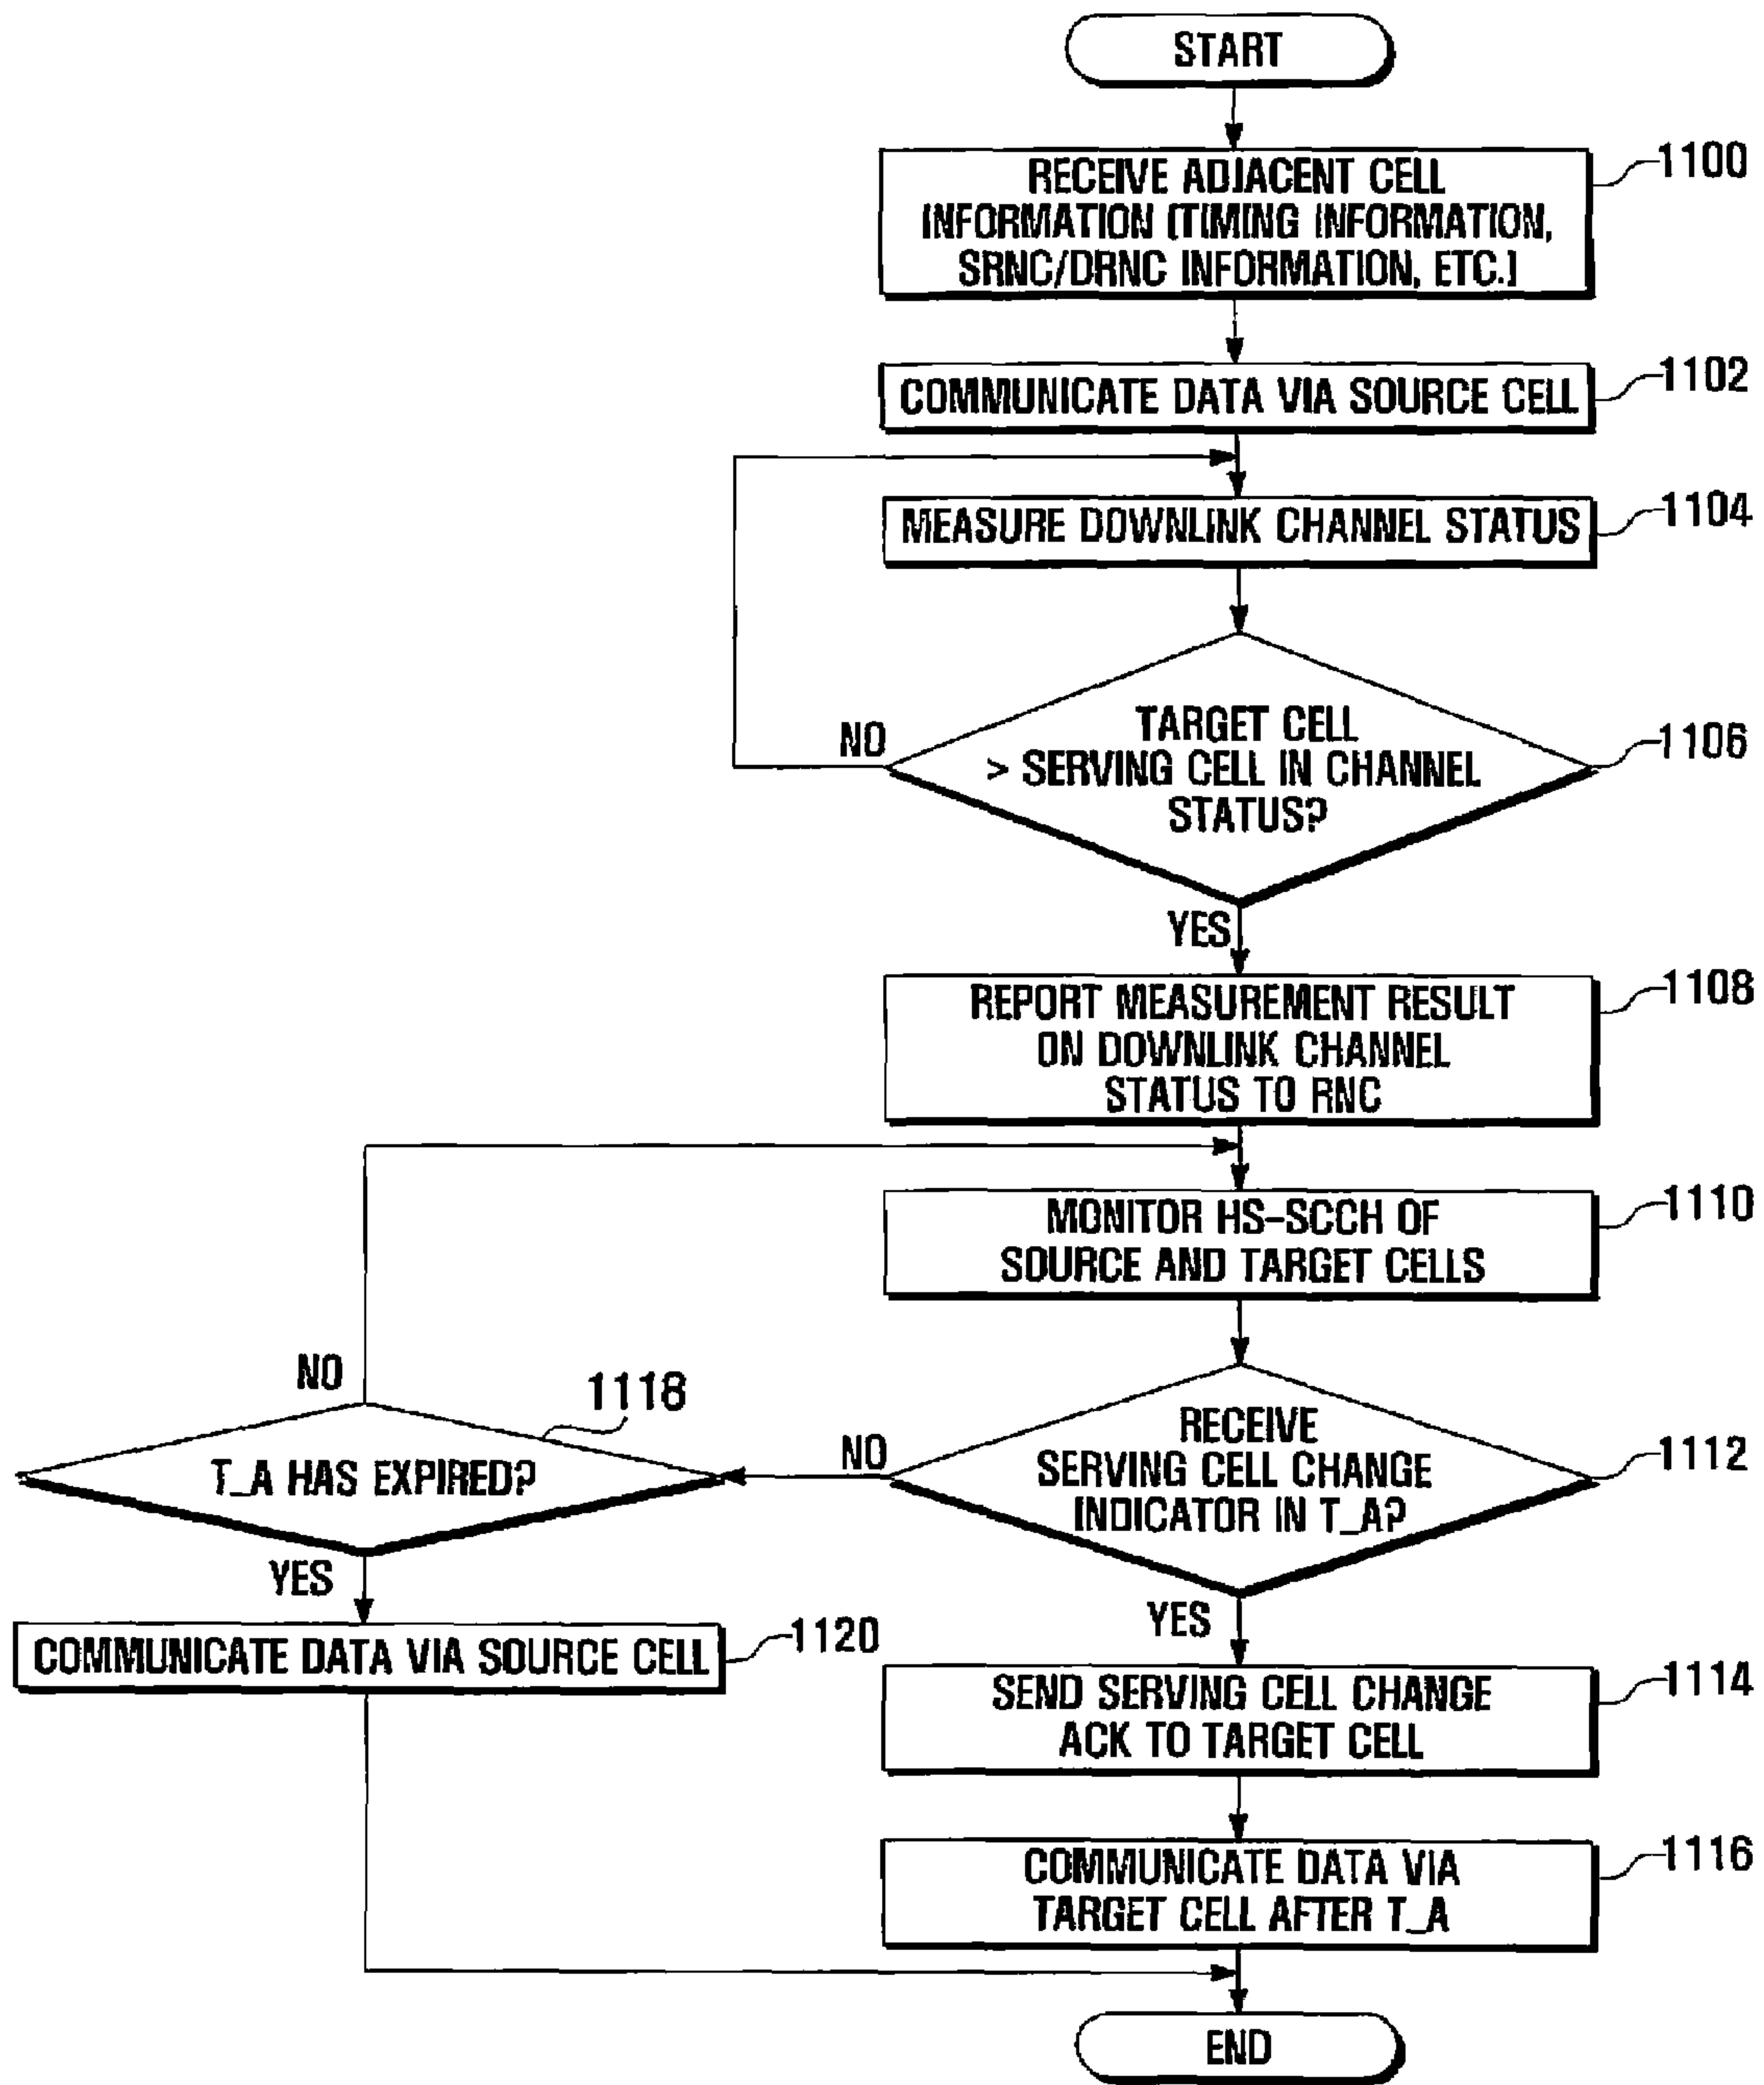 START
RECEIVE ADJACENT CELL
INFORMATION (TIMING INFORMATION,
SRNC/DRNC INFORMATION, ETC.)
1100
COMMUNICATE DATA VIA SOURCE CELL
1102
MEASURE DOWNLINK CHANNEL STATUS
1104
TARGET CELL
> SERVING CELL IN CHANNEL
STATUS?
1106
NO
YES
REPORT MEASUREMENT RESULT
ON DOWNLINK CHANNEL
STATUS TO RNC
1108
MONITOR HS-SCCH OF
SOURCE AND TARGET CELLS
1110
RECEIVE
SERVING CELL CHANGE
INDICATOR IN T_A?
1112
NO
YES
T_A HAS EXPIRED?
1118
NO
YES
COMMUNICATE DATA VIA SOURCE CELL
1120
SEND SERVING CELL CHANGE
ACK TO TARGET CELL
1114
COMMUNICATE DATA VIA
TARGET CELL AFTER T_A
1116
END